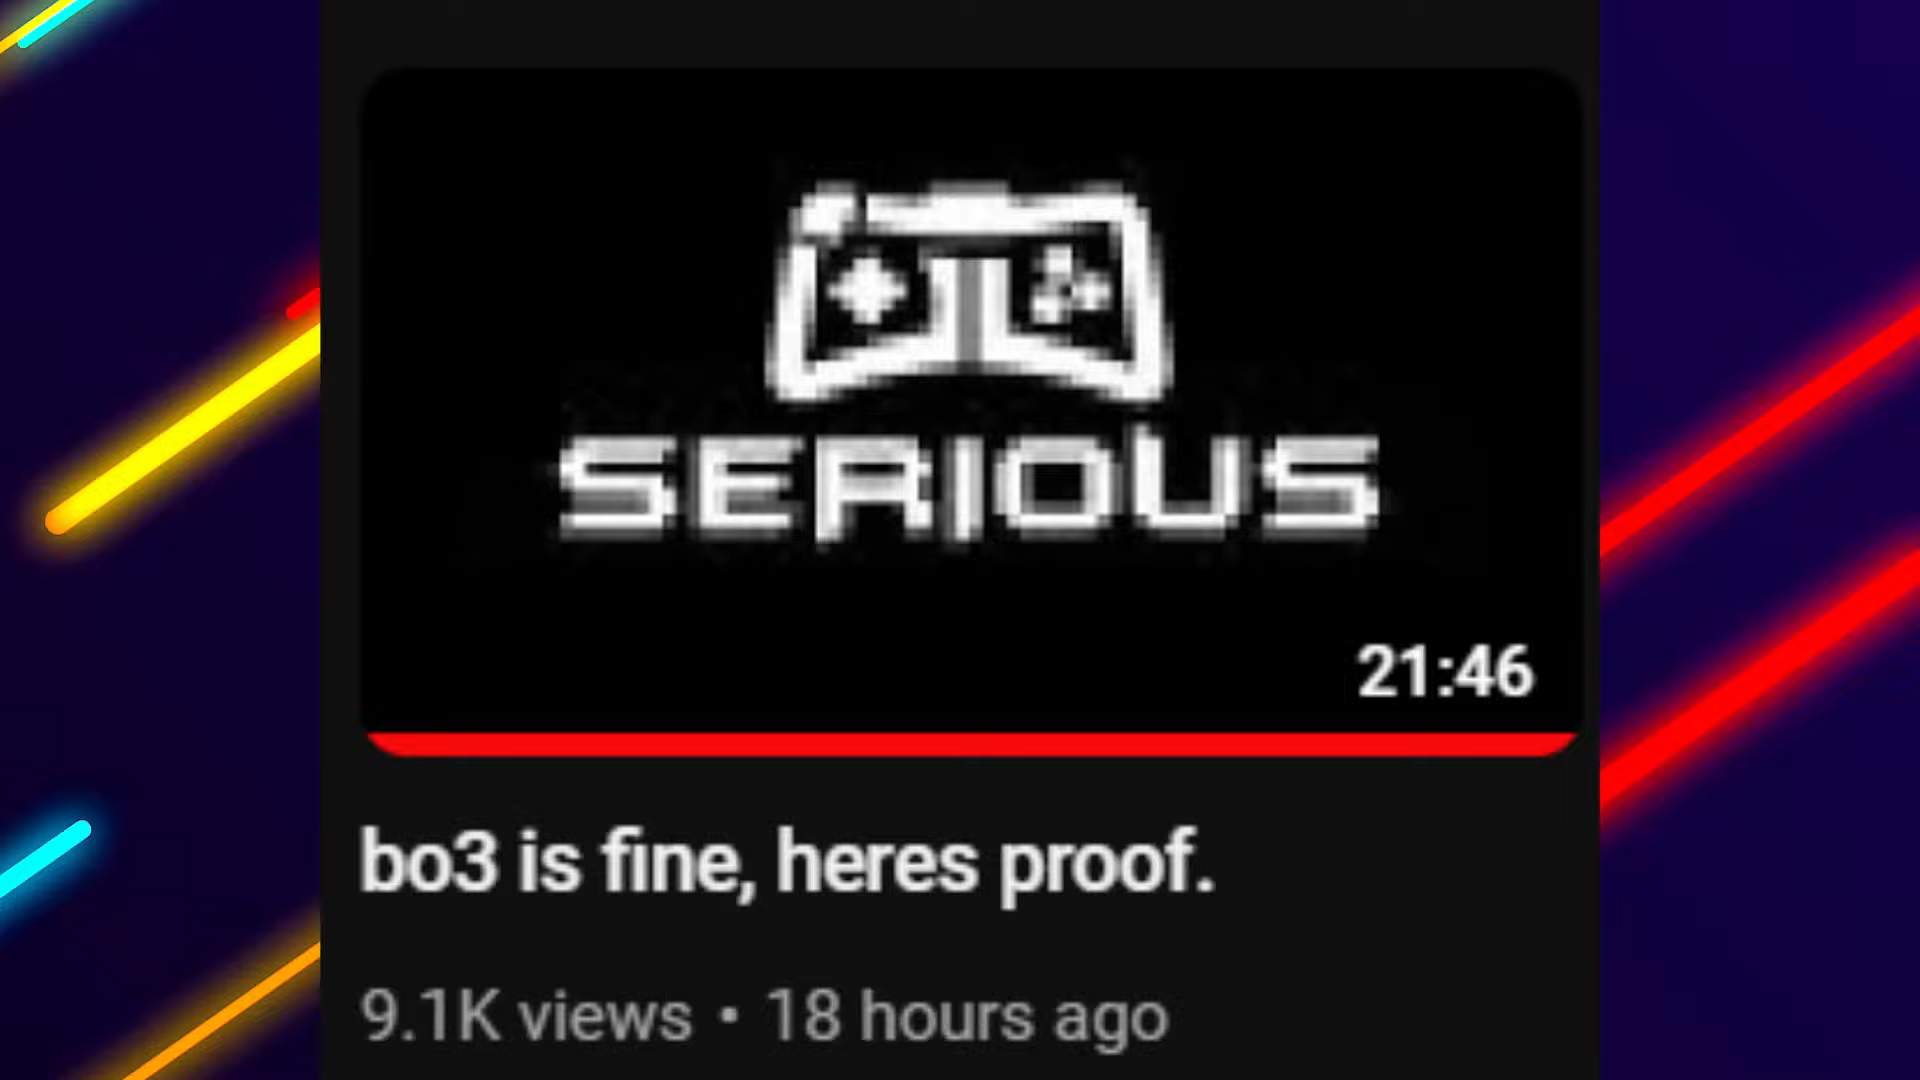 SERIOUS
21:46
bo3 is fine, heres proof.
9.1K views • 18 hours ago